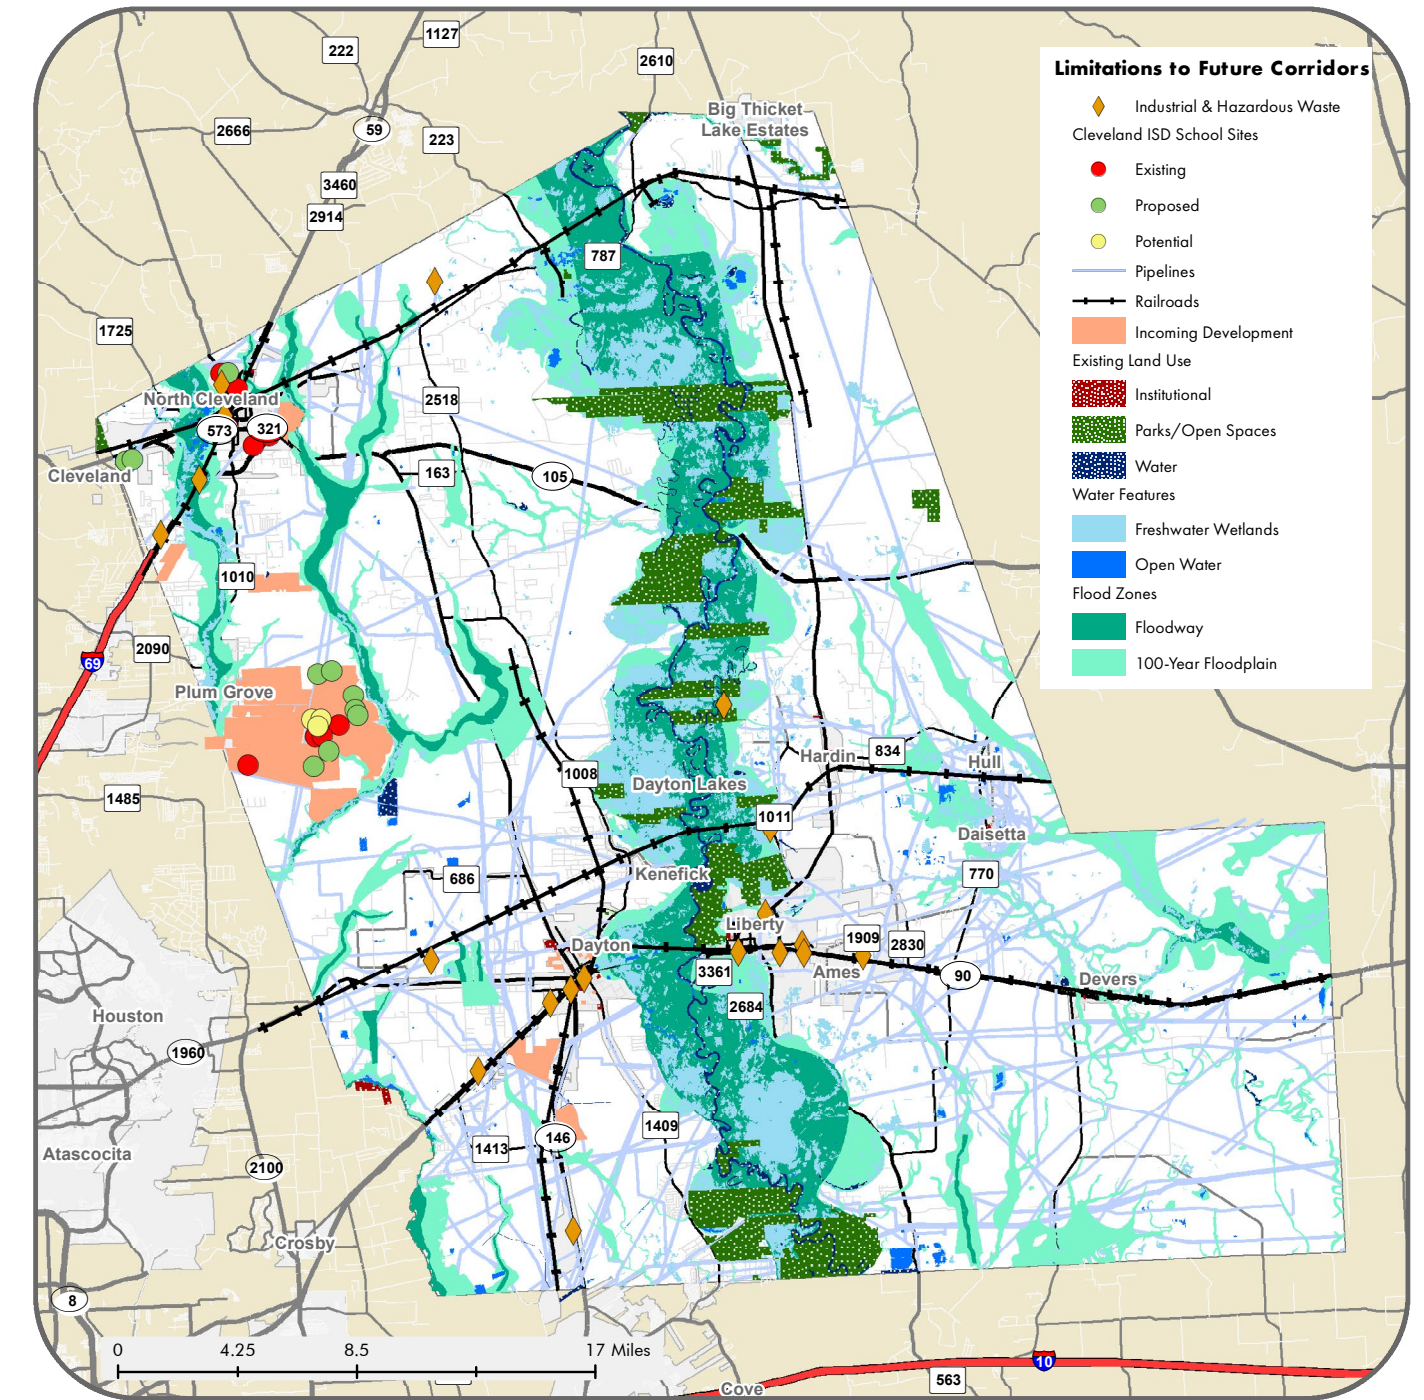 1127
222
2610
Limitations to Future Corridors
Industrial & Hazardous Waste
Cleveland ISD School Sites
Existing
Proposed
Potential
Pipelines
Railroads
Incoming Development
Existing Land Use
Institutional
Parks/Open Spaces
Water
Water Features
Freshwater Wetlands
Open Water
Flood Zones
Floodway
100-Year Floodplain
Big Thicket
Lake Estates
2666
59
223
3460
2914
787
1725
North Cleveland
2518
573
321
Cleveland
163
105
1010
2090
69
Plum Grove
1485
1008
Hardin
834
Hull
Dayton Lakes
1011
Daisetta
686
Kenefick
770
Liberty
Dayton
1909
2830
3361
Ames
90
Devers
2684
Houston
1960
1409
146
1413
Atascocita
2100
Crosby
8
0
4.25
8.5
17 Miles
10
563
Cove